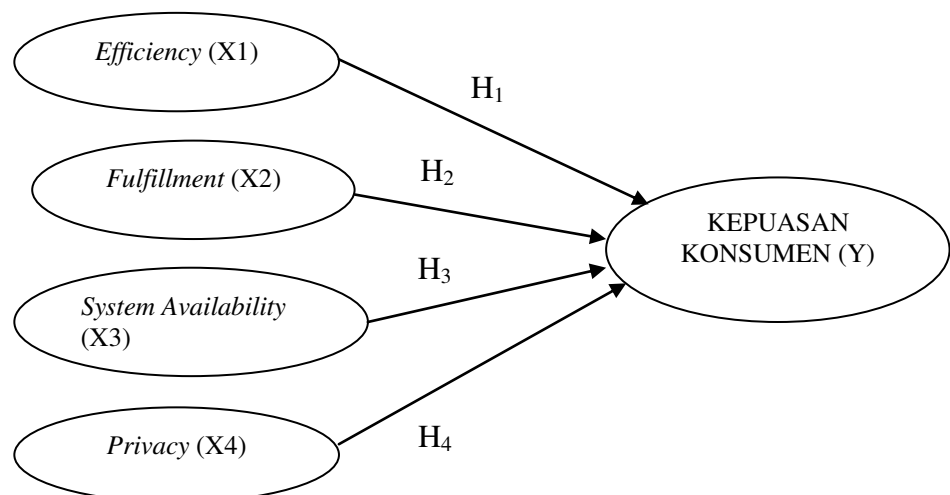 Efficiency (X1)
H₁
Fulfillment (X2)
H₂
KEPUASAN
KONSUMEN (Y)
H₃
System Availability
(X3)
Privacy (X4)
H₄